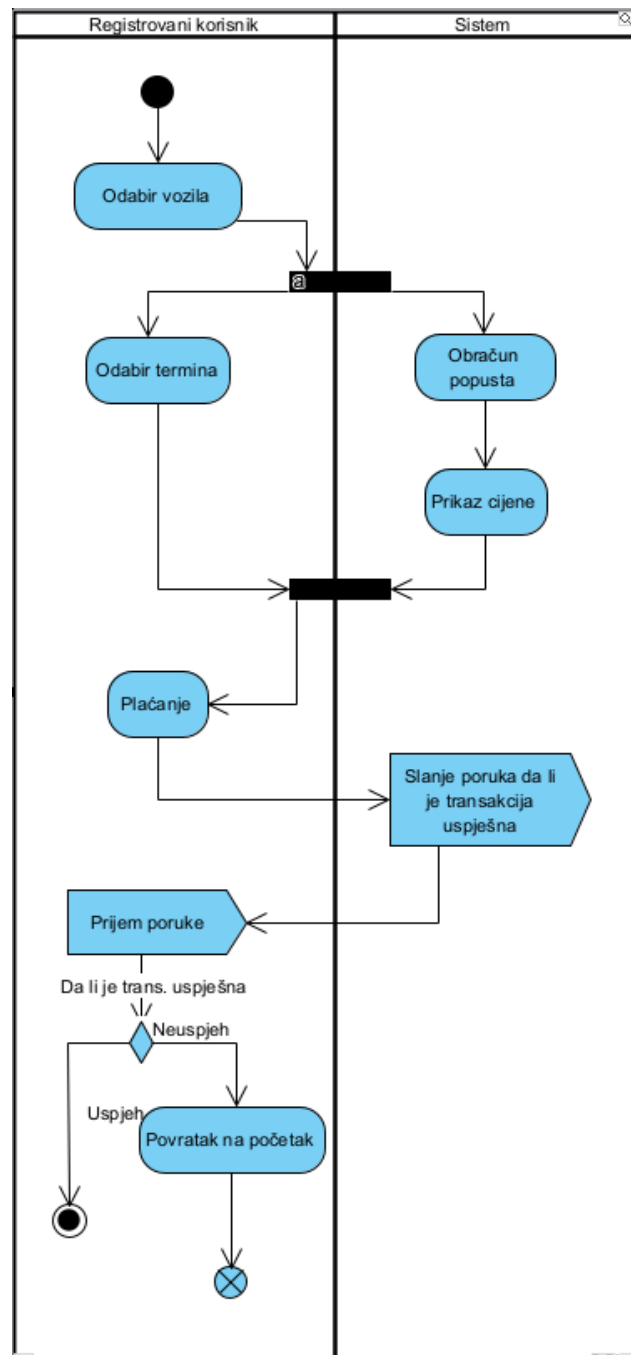 Registrovani korisnik
Sistem
Odabir vozila
a
Odabir termina
Obračun
popusta
Prikaz cijene
Plaćanje
Slanje poruka da li
je transakcija
uspješna
Prijem poruke
Da li je trans. uspješna
Neuspjeh
Uspjeh
Povratak na početak